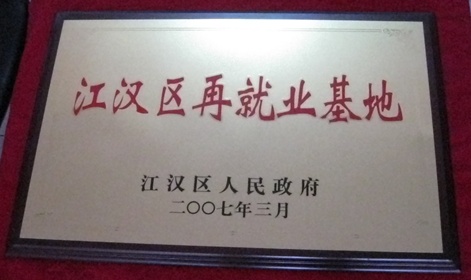 江汉区再就业基地
江汉区人民政府
二〇〇七年三月